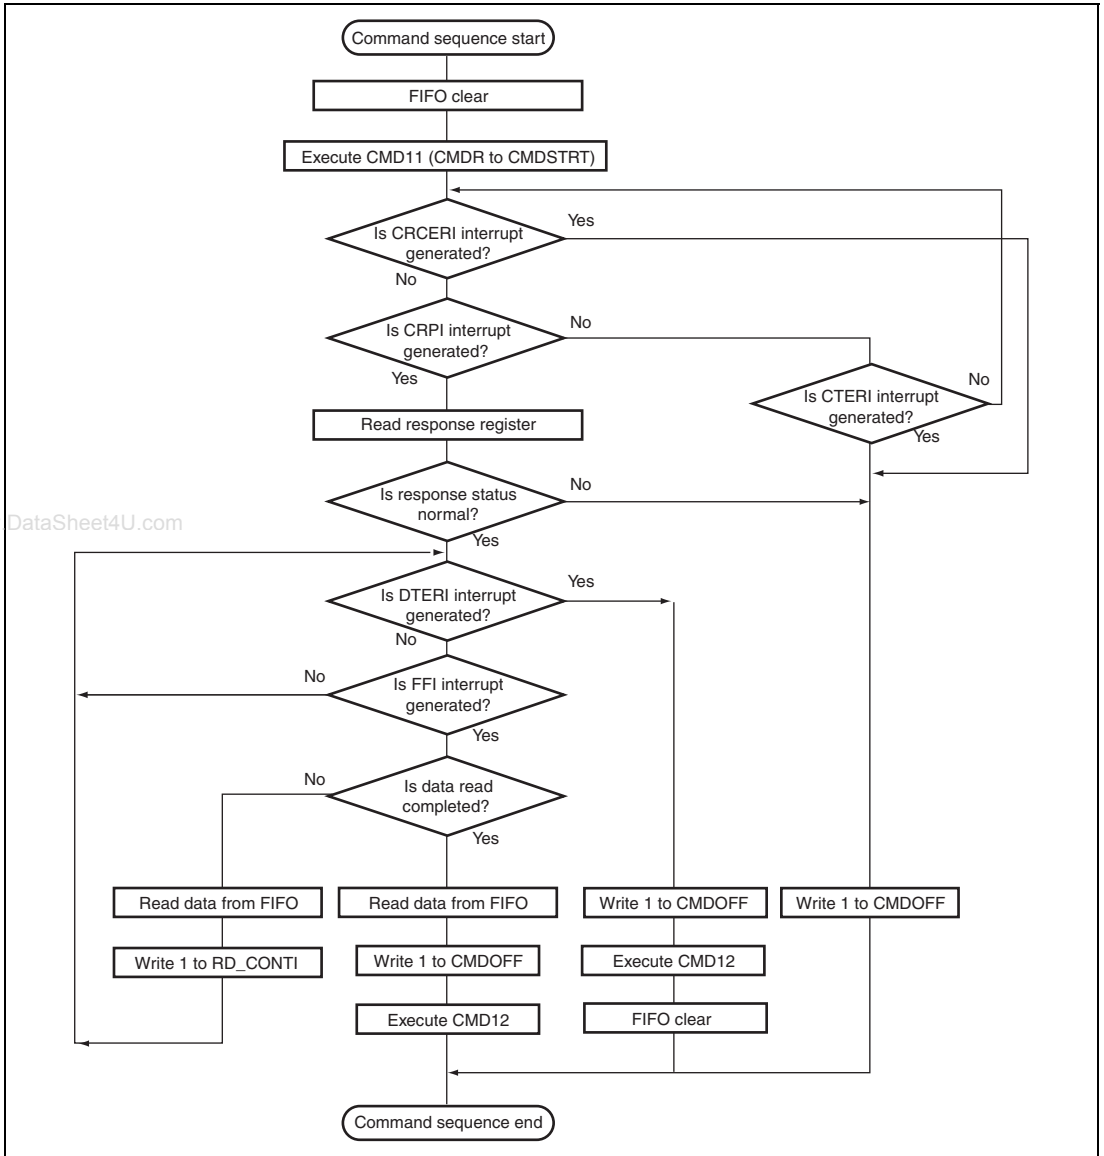 Command sequence start
FIFO clear
Execute CMD11 (CMDR to CMDSTRT)
Is CRCERI interrupt
generated?
Yes
No
Is CRPI interrupt
generated?
No
Yes
Is CTERI interrupt
generated?
No
Yes
Read response register
Is response status
normal?
No
Yes
DataSheet4U.com
Is DTERI interrupt
generated?
Yes
No
Is FFI interrupt
generated?
No
Yes
Is data read
completed?
No
Yes
Read data from FIFO
Read data from FIFO
Write 1 to CMDOFF
Write 1 to CMDOFF
Write 1 to RD_CONTI
Write 1 to CMDOFF
Execute CMD12
Execute CMD12
FIFO clear
Command sequence end